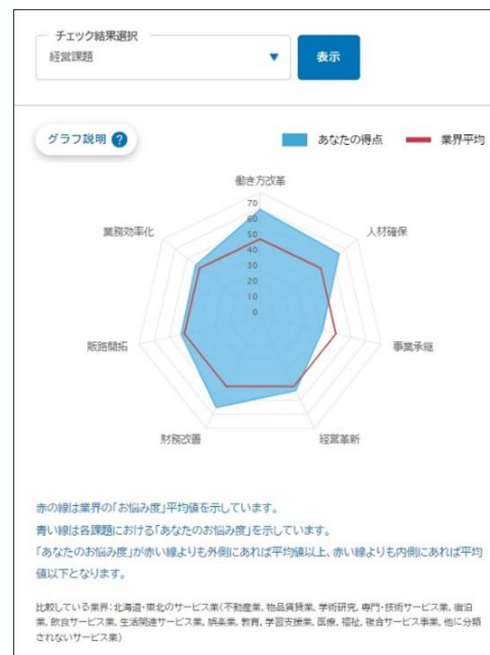 チェック結果選択
経営課題
表示
グラフ説明 ?
あなたの得点 業界平均
働き方改革
70
60
50
40
30
20
10
0
人材確保
事業承継
経営革新
財務改善
販路開拓
業務効率化
赤の線は業界の「お悩み度」平均値を示しています。
青い線は各課題における「あなたのお悩み度」を示しています。
「あなたのお悩み度」が赤い線よりも外側にあれば平均値以上、赤い線よりも内側にあれば平均
値以下となります。
比較している業界:北海道・東北のサービス業(不動産業, 物品賃貸業, 学術研究, 専門・技術サービス業, 宿泊
業, 飲食サービス業, 生活関連サービス業, 娯楽業, 教育, 学習支援業, 医療, 福祉, 複合サービス事業, 他に分類
されないサービス業)